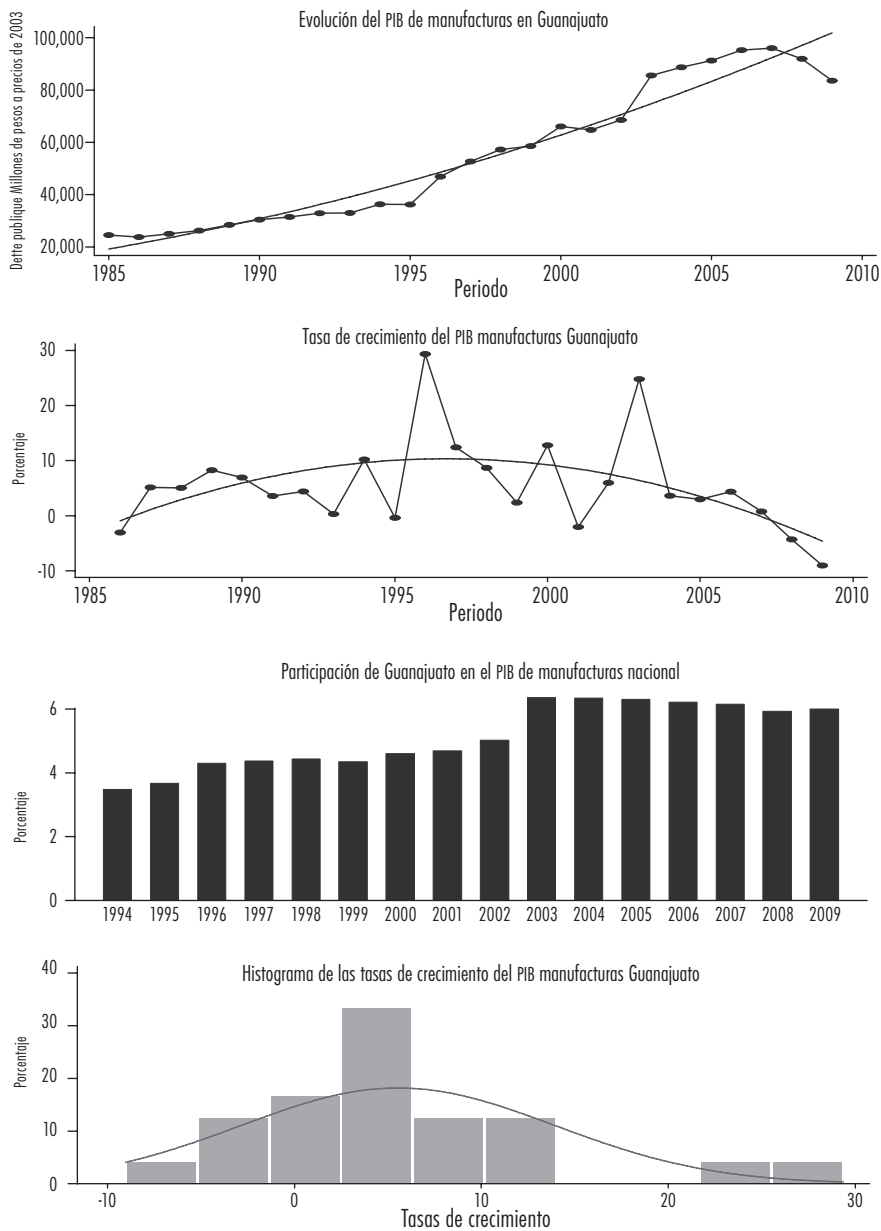 Evolución del PIB de manufacturas en Guanajuato
Dette publique Millones de pesos a precios de 2003
100,000
80,000
60,000
40,000
20,000
1985 1990 1995 2000 2005 2010
Periodo
Tasa de crecimiento del PIB manufacturas Guanajuato
Porcentaje
30
20
10
0
-10
1985 1990 1995 2000 2005 2010
Periodo
Participación de Guanajuato en el PIB de manufacturas nacional
Porcentaje
6
4
2
0
1994 1995 1996 1997 1998 1999 2000 2001 2002 2003 2004 2005 2006 2007 2008 2009
Histograma de las tasas de crecimiento del PIB manufacturas Guanajuato
Porcentaje
40
30
20
10
0
-10 0 10 20 30
Tasas de crecimiento